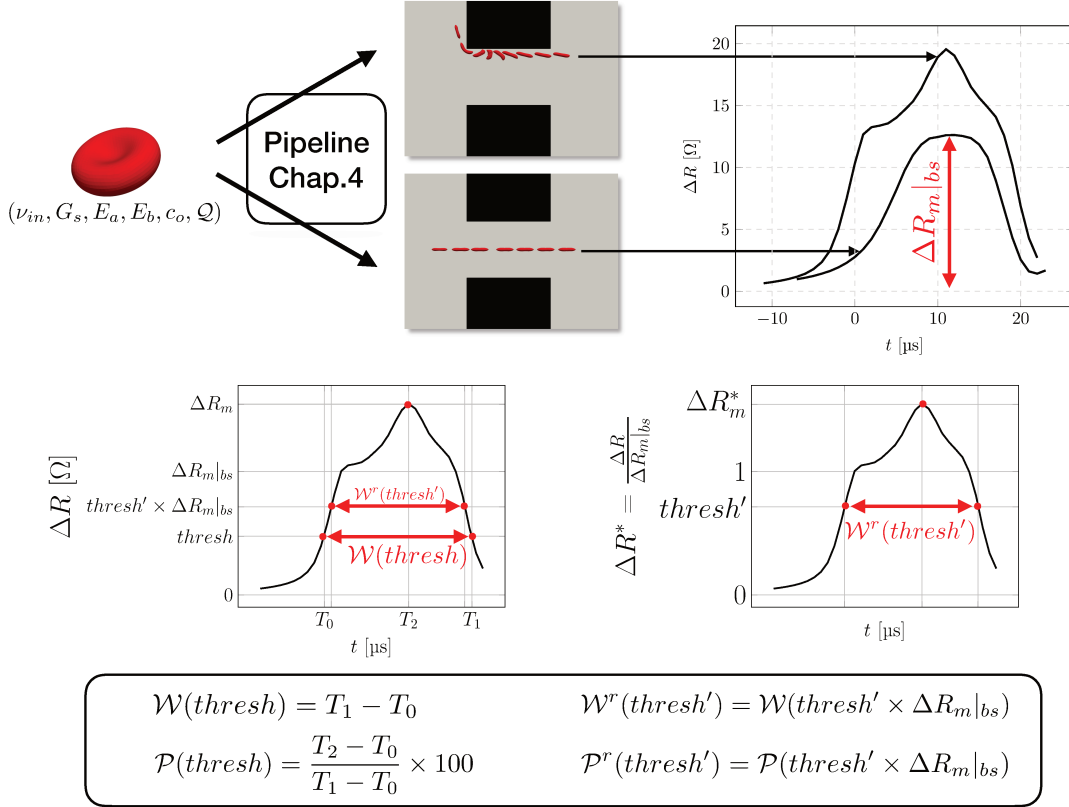 (ν_in, G_s, E_a, E_b, c_o, 𝒬)
Pipeline
Chap.4
ΔR [Ω]
20
15
10
5
0
−10
0
10
20
t [µs]
ΔR_m|_bs
ΔR [Ω]
ΔR_m
ΔR_m|_bs
thresh′ × ΔR_m|_bs
thresh
0
𝒲^r(thresh′)
𝒲(thresh)
T_0
T_2
T_1
t [µs]
ΔR* = ΔR / ΔR_m|_bs
ΔR*_m
1
thresh′
0
𝒲^r(thresh′)
t [µs]
𝒲(thresh) = T_1 − T_0
𝒲^r(thresh′) = 𝒲(thresh′ × ΔR_m|_bs)
𝒫(thresh) = (T_2 − T_0) / (T_1 − T_0) × 100
𝒫^r(thresh′) = 𝒫(thresh′ × ΔR_m|_bs)